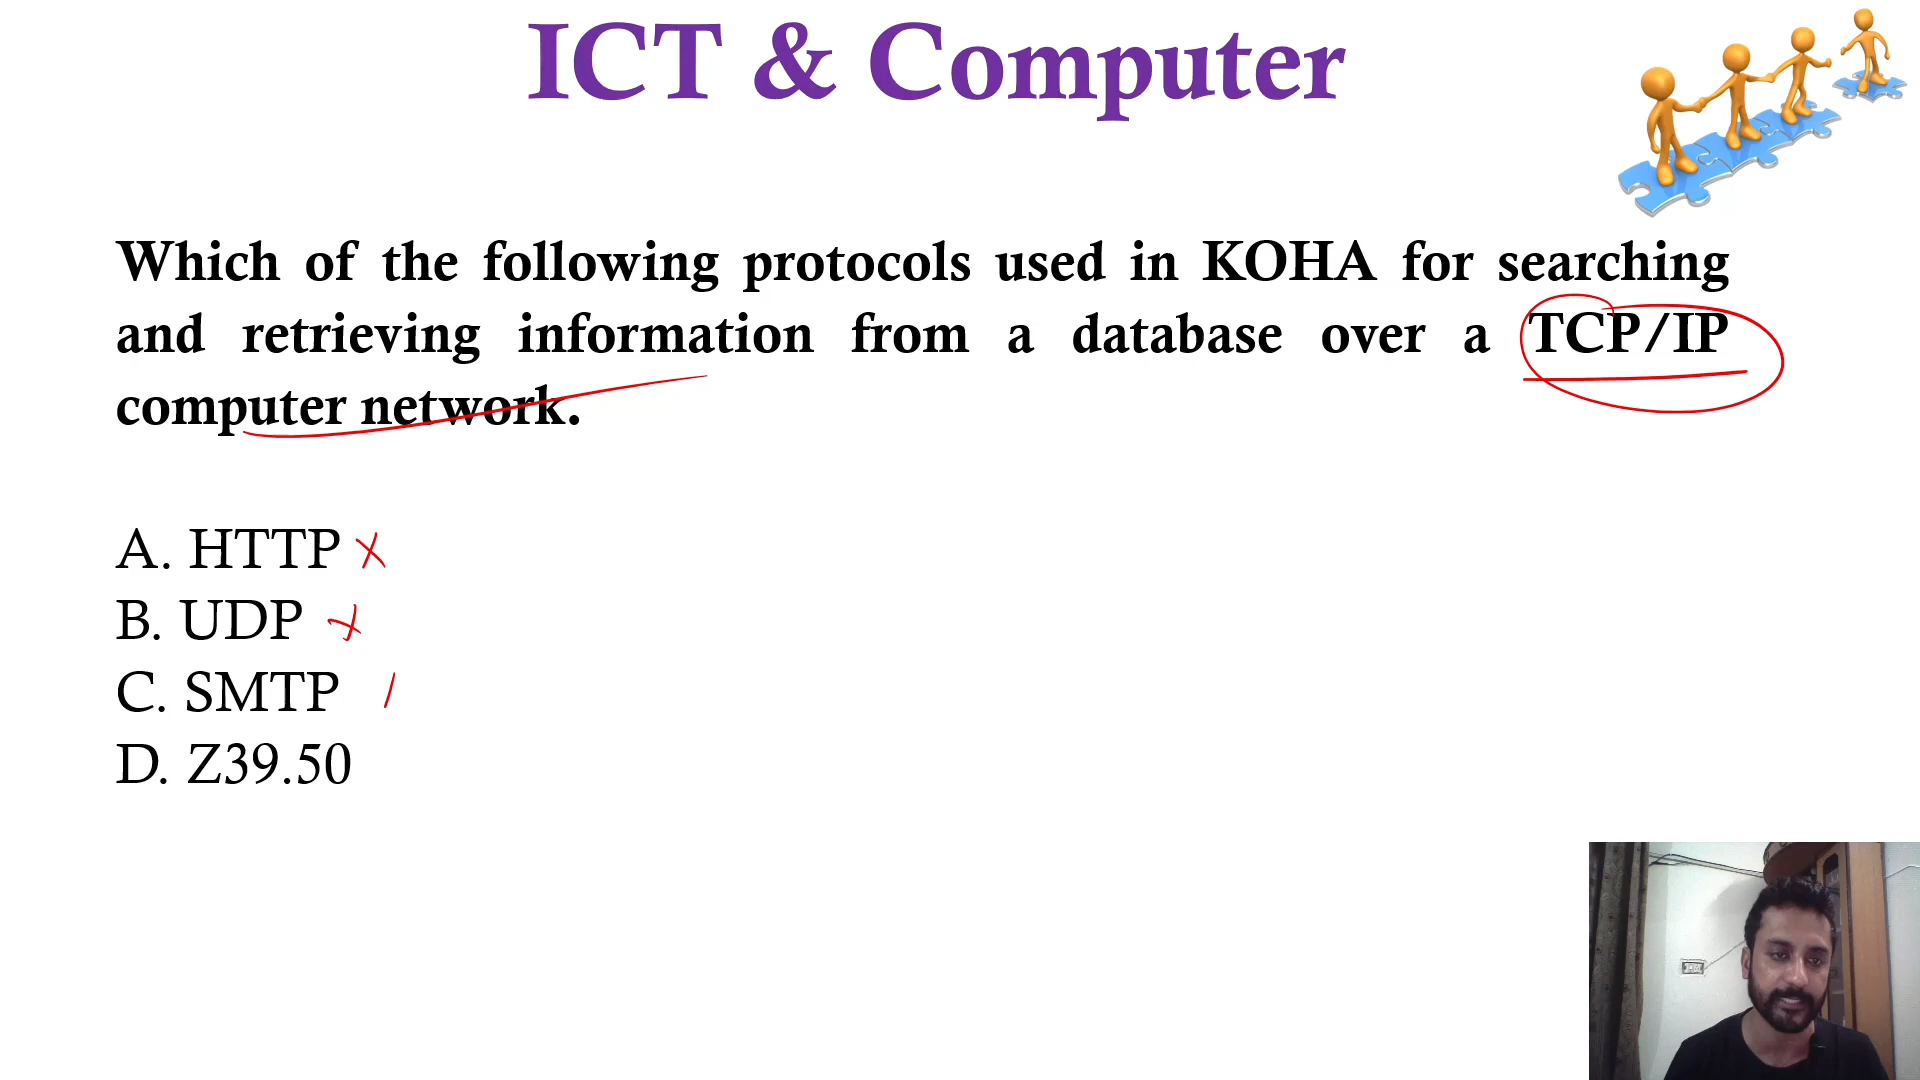 ICT & Computer
Which of the following protocols used in KOHA for searching
and retrieving information from a database over a TCP/IP
computer network.
A. HTTP
B. UDP
C. SMTP
D. Z39.50